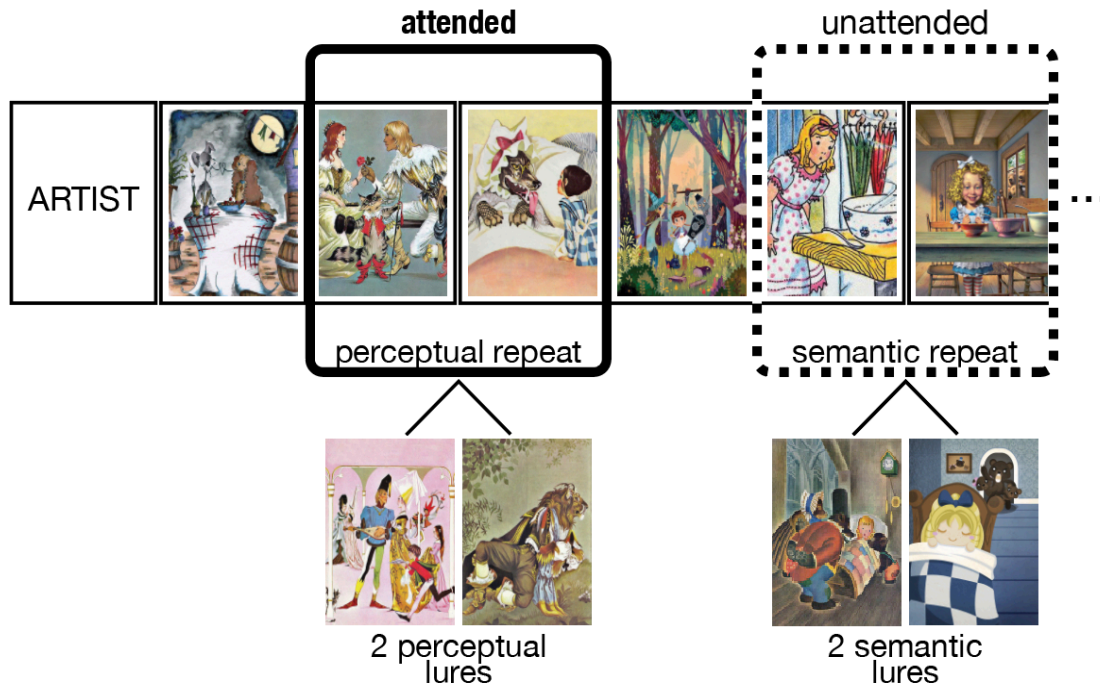 attended
unattended
ARTIST
...
perceptual repeat
semantic repeat
2 perceptual
lures
2 semantic
lures